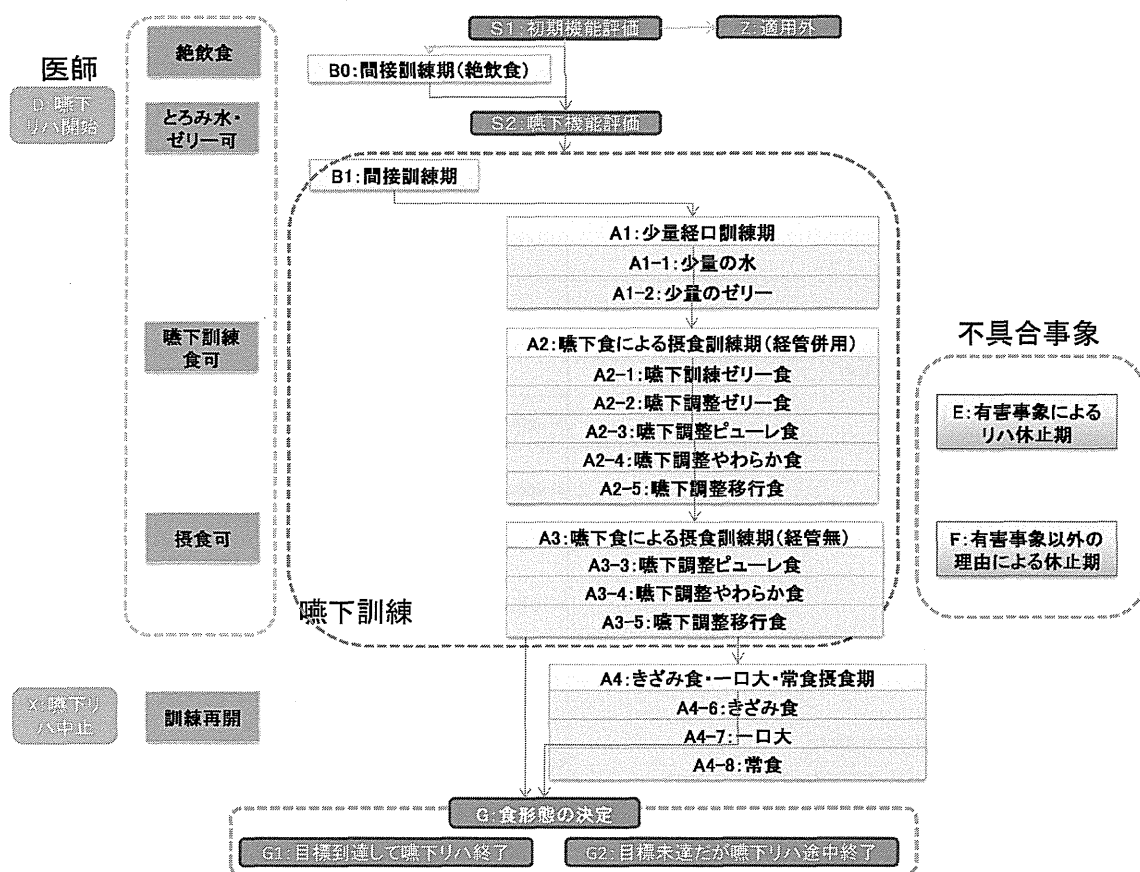 医師
D:嚥下
リハ開始
絶飲食
とろみ水・
ゼリー可
嚥下訓練
食可
摂食可
X:嚥下リ
ハ中止
訓練再開
S1:初期機能評価
Z:適用外
B0:間接訓練期(絶飲食)
S2:嚥下機能評価
B1:間接訓練期
A1:少量経口訓練期
A1-1:少量の水
A1-2:少量のゼリー
A2:嚥下食による摂食訓練期(経管併用)
A2-1:嚥下訓練ゼリー食
A2-2:嚥下調整ゼリー食
A2-3:嚥下調整ピューレ食
A2-4:嚥下調整やわらか食
A2-5:嚥下調整移行食
A3:嚥下食による摂食訓練期(経管無)
A3-3:嚥下調整ピューレ食
A3-4:嚥下調整やわらか食
A3-5:嚥下調整移行食
嚥下訓練
A4:きざみ食・一口大・常食摂食期
A4-6:きざみ食
A4-7:一口大
A4-8:常食
G:食形態の決定
G1:目標到達して嚥下リハ終了
G2:目標未達だが嚥下リハ途中終了
不具合事象
E:有害事象による
リハ休止期
F:有害事象以外の
理由による休止期